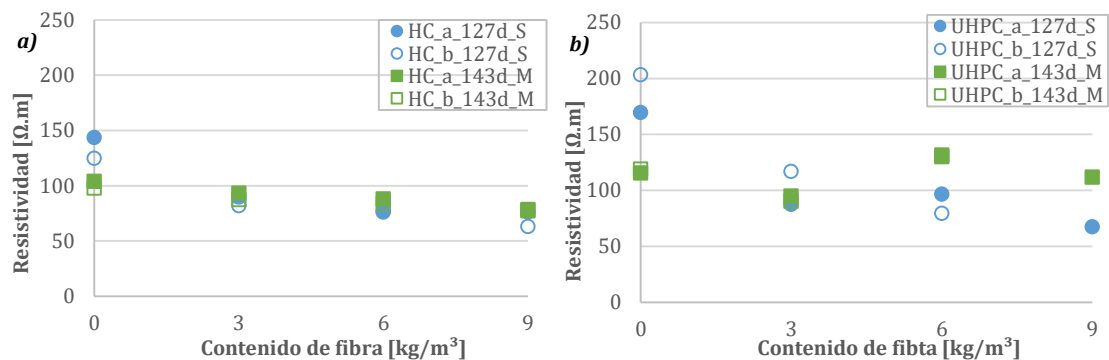 a)
HC_a_127d_S
HC_b_127d_S
HC_a_143d_M
HC_b_143d_M
Resistividad [Ω.m]
250
200
150
100
50
0
0 3 6 9
Contenido de fibra [kg/m³]
b)
UHPC_a_127d_S
UHPC_b_127d_S
UHPC_a_143d_M
UHPC_b_143d_M
Resistividad [Ω.m]
250
200
150
100
50
0
0 3 6 9
Contenido de fibta [kg/m³]